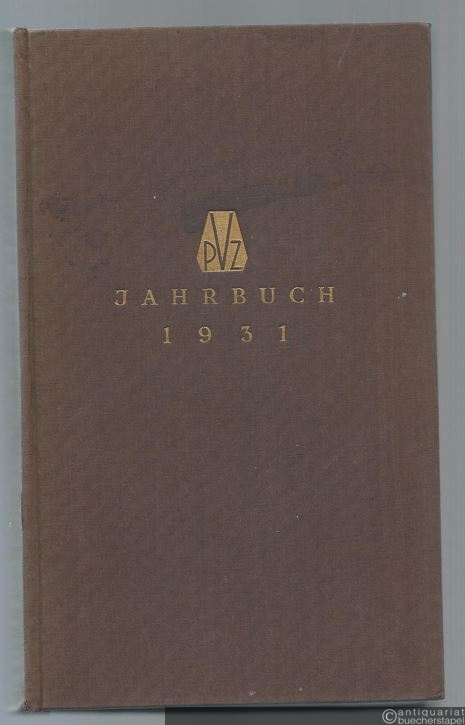 PVZ
JAHRBUCH
1931
©antiquariat
buecherstapel